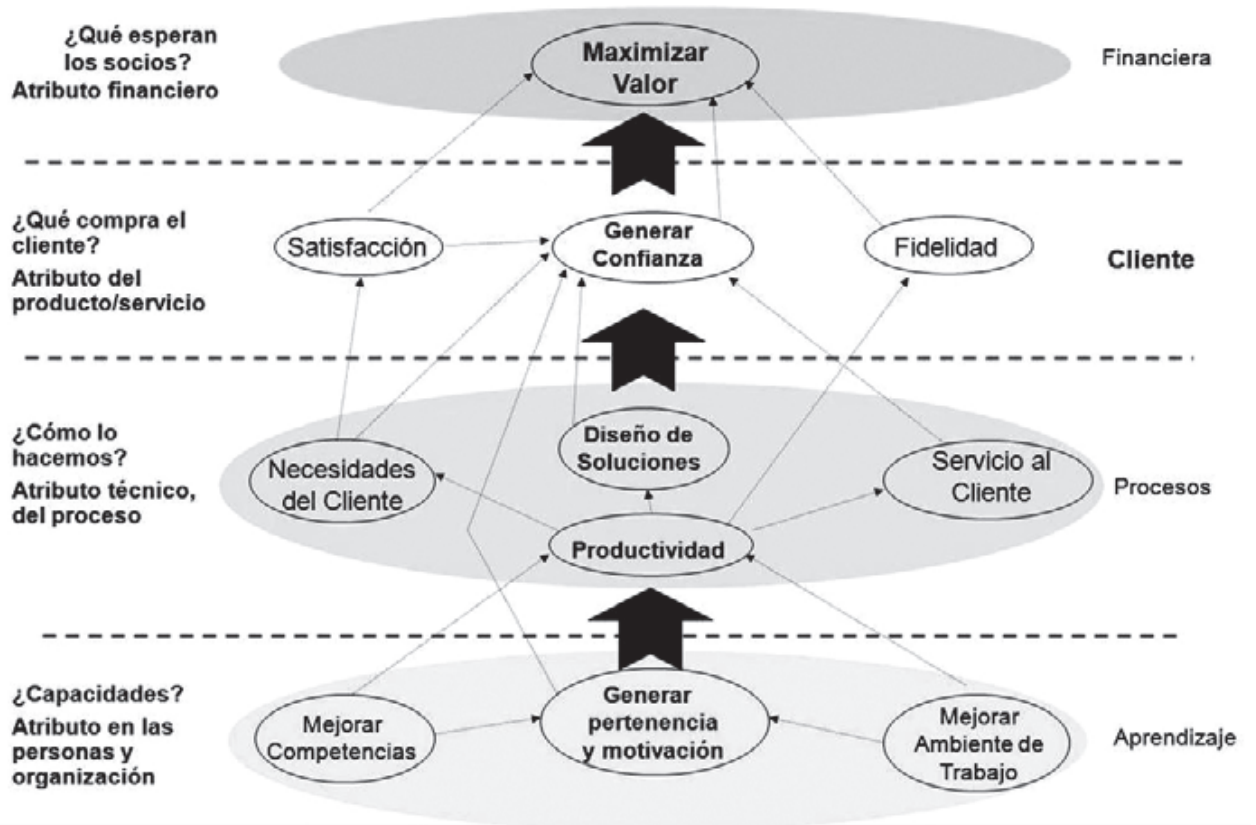 ¿Qué esperan
los socios?
Atributo financiero
Maximizar
Valor
Financiera
¿Qué compra el
cliente?
Atributo del
producto/servicio
Satisfacción
Generar
Confianza
Fidelidad
Cliente
¿Cómo lo
hacemos?
Atributo técnico,
del proceso
Necesidades
del Cliente
Diseño de
Soluciones
Servicio al
Cliente
Productividad
Procesos
¿Capacidades?
Atributo en las
personas y
organización
Mejorar
Competencias
Generar
pertenencia
y motivación
Mejorar
Ambiente de
Trabajo
Aprendizaje